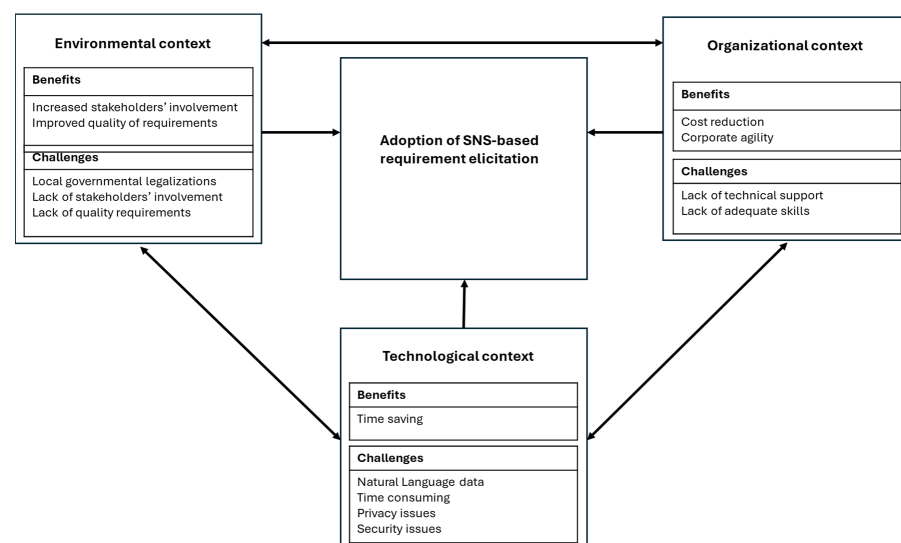 Environmental context
Benefits
Increased stakeholders' involvement
Improved quality of requirements
Challenges
Local governmental legalizations
Lack of stakeholders' involvement
Lack of quality requirements
Adoption of SNS-based
requirement elicitation
Organizational context
Benefits
Cost reduction
Corporate agility
Challenges
Lack of technical support
Lack of adequate skills
Technological context
Benefits
Time saving
Challenges
Natural Language data
Time consuming
Privacy issues
Security issues